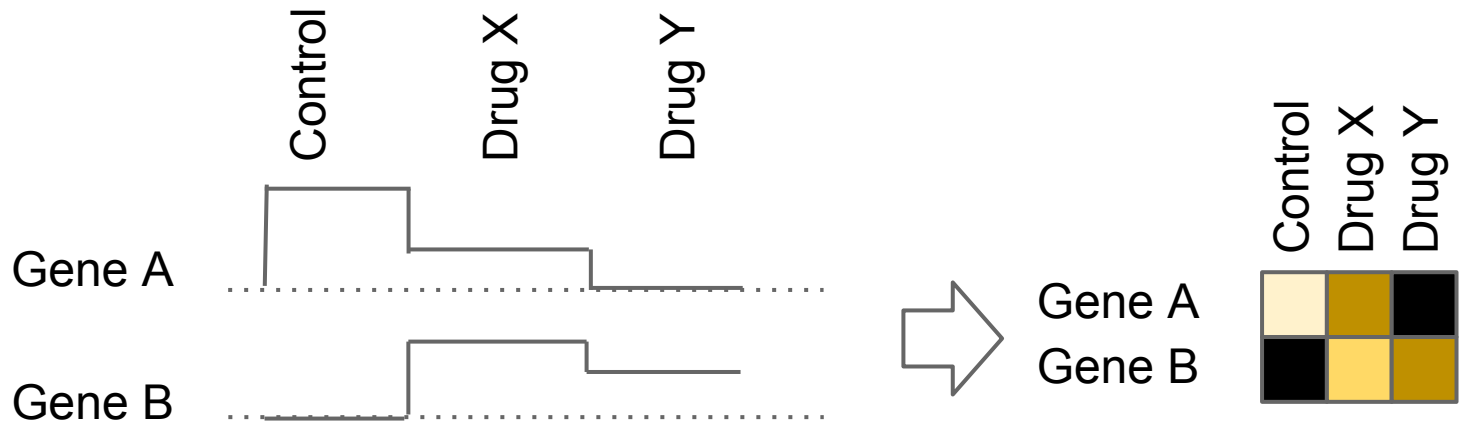 Control
Drug X
Drug Y
Gene A
Gene B
Control
Drug X
Drug Y
Gene A
Gene B